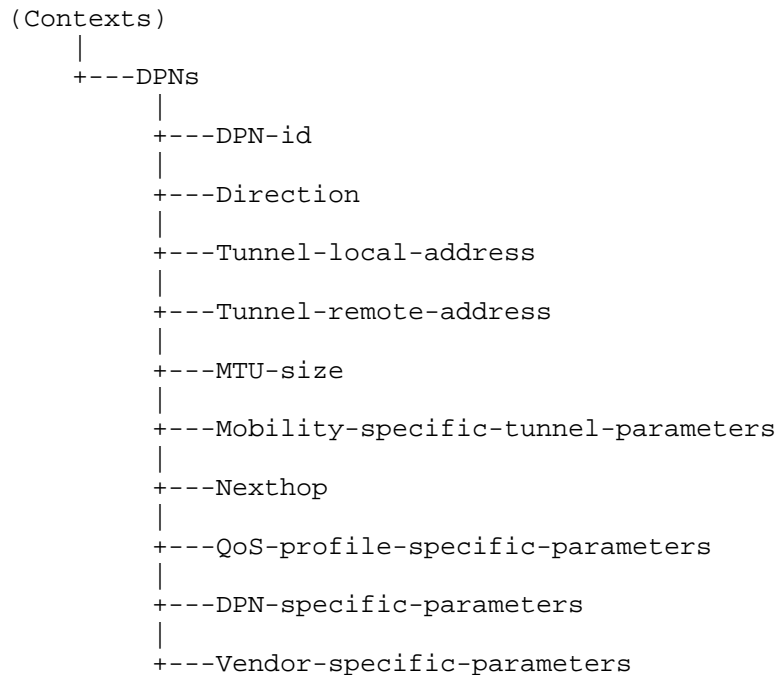 (Contexts)
|
+---DPNs
|
+---DPN-id
|
+---Direction
|
+---Tunnel-local-address
|
+---Tunnel-remote-address
|
+---MTU-size
|
+---Mobility-specific-tunnel-parameters
|
+---Nexthop
|
+---QoS-profile-specific-parameters
|
+---DPN-specific-parameters
|
+---Vendor-specific-parameters